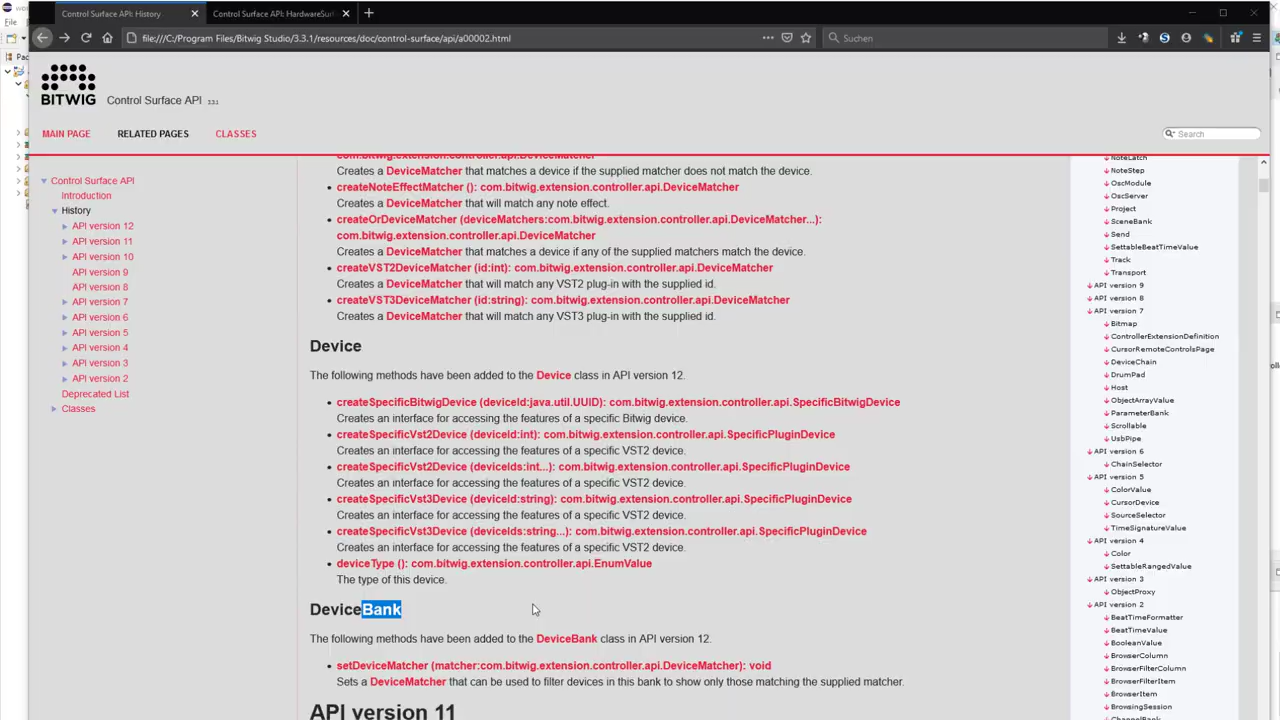 Control Surface API: History
Control Surface API: HardwareSurf
File
file:///C:/Program Files/Bitwig Studio/3.3.1/resources/doc/control-surface/api/a00002.html
Suchen
BITWIG
Control Surface API 3.3.1
MAIN PAGE
RELATED PAGES
CLASSES
Search
Control Surface API
Introduction
History
API version 12
API version 11
API version 10
API version 9
API version 8
API version 7
API version 6
API version 5
API version 4
API version 3
API version 2
Deprecated List
Classes
com.bitwig.extension.controller.api.DeviceMatcher
Creates a DeviceMatcher that matches a device if the supplied matcher does not match the device.
• createNoteEffectMatcher (): com.bitwig.extension.controller.api.DeviceMatcher
Creates a DeviceMatcher that will match any note effect.
• createOrDeviceMatcher (deviceMatchers:com.bitwig.extension.controller.api.DeviceMatcher...):
com.bitwig.extension.controller.api.DeviceMatcher
Creates a DeviceMatcher that matches a device if any of the supplied matchers match the device.
• createVST2DeviceMatcher (id:int): com.bitwig.extension.controller.api.DeviceMatcher
Creates a DeviceMatcher that will match any VST2 plug-in with the supplied id.
• createVST3DeviceMatcher (id:string): com.bitwig.extension.controller.api.DeviceMatcher
Creates a DeviceMatcher that will match any VST3 plug-in with the supplied id.
Device
The following methods have been added to the Device class in API version 12.
• createSpecificBitwigDevice (deviceId:java.util.UUID): com.bitwig.extension.controller.api.SpecificBitwigDevice
Creates an interface for accessing the features of a specific Bitwig device.
• createSpecificVst2Device (deviceId:int): com.bitwig.extension.controller.api.SpecificPluginDevice
Creates an interface for accessing the features of a specific VST2 device.
• createSpecificVst2Device (deviceIds:int...): com.bitwig.extension.controller.api.SpecificPluginDevice
Creates an interface for accessing the features of a specific VST2 device.
• createSpecificVst3Device (deviceId:string): com.bitwig.extension.controller.api.SpecificPluginDevice
Creates an interface for accessing the features of a specific VST2 device.
• createSpecificVst3Device (deviceIds:string...): com.bitwig.extension.controller.api.SpecificPluginDevice
Creates an interface for accessing the features of a specific VST2 device.
• deviceType (): com.bitwig.extension.controller.api.EnumValue
The type of this device.
DeviceBank
The following methods have been added to the DeviceBank class in API version 12.
• setDeviceMatcher (matcher:com.bitwig.extension.controller.api.DeviceMatcher): void
Sets a DeviceMatcher that can be used to filter devices in this bank to show only those matching the supplied matcher.
API version 11
NoteLatch
NoteStep
OscModule
OscServer
Project
SceneBank
Send
SettableBeatTimeValue
Track
Transport
API version 9
API version 8
API version 7
Bitmap
ControllerExtensionDefinition
CursorRemoteControlsPage
DeviceChain
DrumPad
Host
ObjectArrayValue
ParameterBank
Scrollable
UsbPipe
API version 6
ChainSelector
API version 5
ColorValue
CursorDevice
SourceSelector
TimeSignatureValue
API version 4
Color
SettableRangedValue
API version 3
ObjectProxy
API version 2
BeatTimeFormatter
BeatTimeValue
BooleanValue
BrowserColumn
BrowserFilterColumn
BrowserFilterItem
BrowserItem
BrowsingSession
ChannelBank